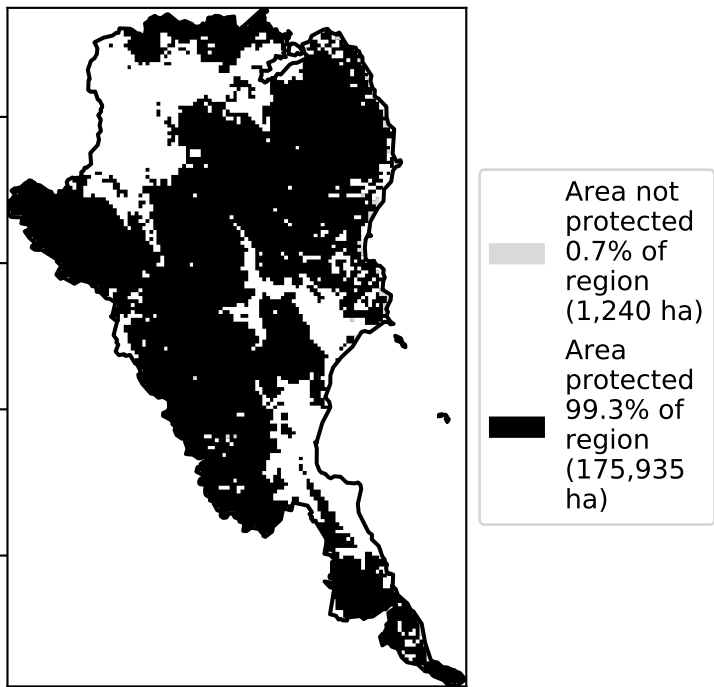 Area not
protected
0.7% of
region
(1,240 ha)
Area
protected
99.3% of
region
(175,935
ha)